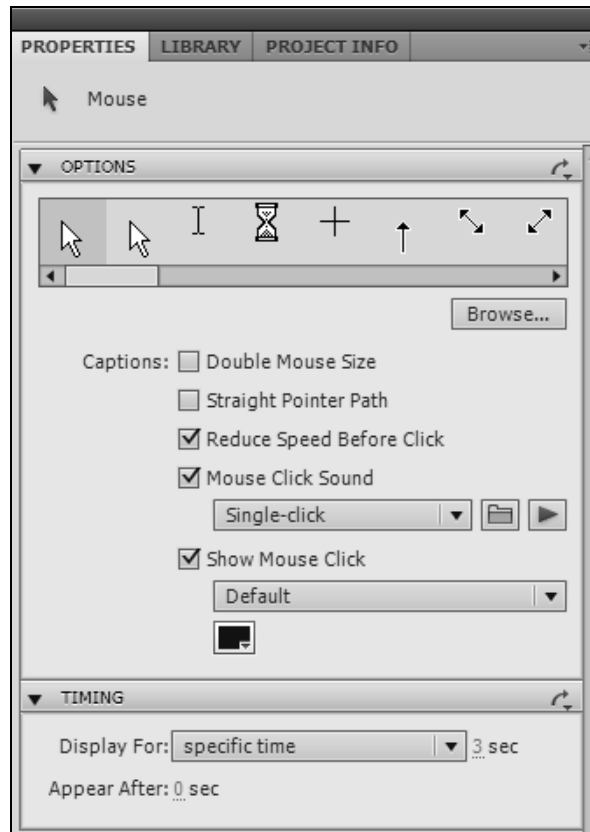 PROPERTIES LIBRARY PROJECT INFO
Mouse
OPTIONS
Browse...
Captions: Double Mouse Size
Straight Pointer Path
Reduce Speed Before Click
Mouse Click Sound
Single-click
Show Mouse Click
Default
TIMING
Display For: specific time 3 sec
Appear After: 0 sec